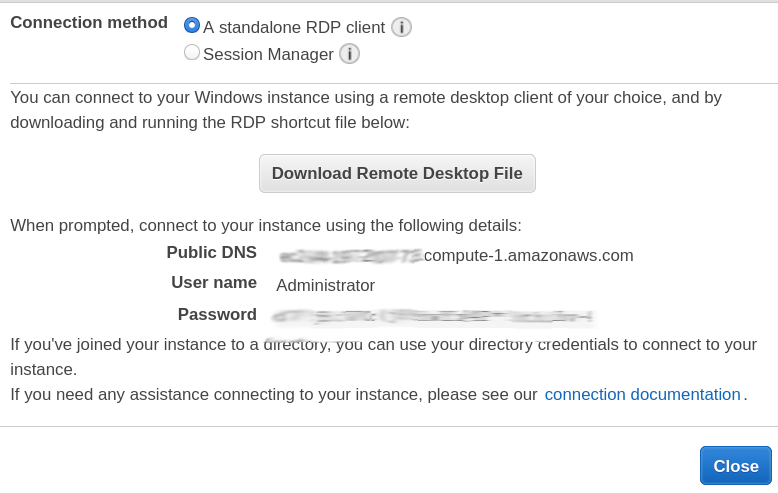 Connection method
A standalone RDP client
Session Manager
You can connect to your Windows instance using a remote desktop client of your choice, and by
downloading and running the RDP shortcut file below:
Download Remote Desktop File
When prompted, connect to your instance using the following details:
Public DNS .compute-1.amazonaws.com
User name Administrator
Password
If you've joined your instance to a directory, you can use your directory credentials to connect to your
instance.
If you need any assistance connecting to your instance, please see our connection documentation.
Close